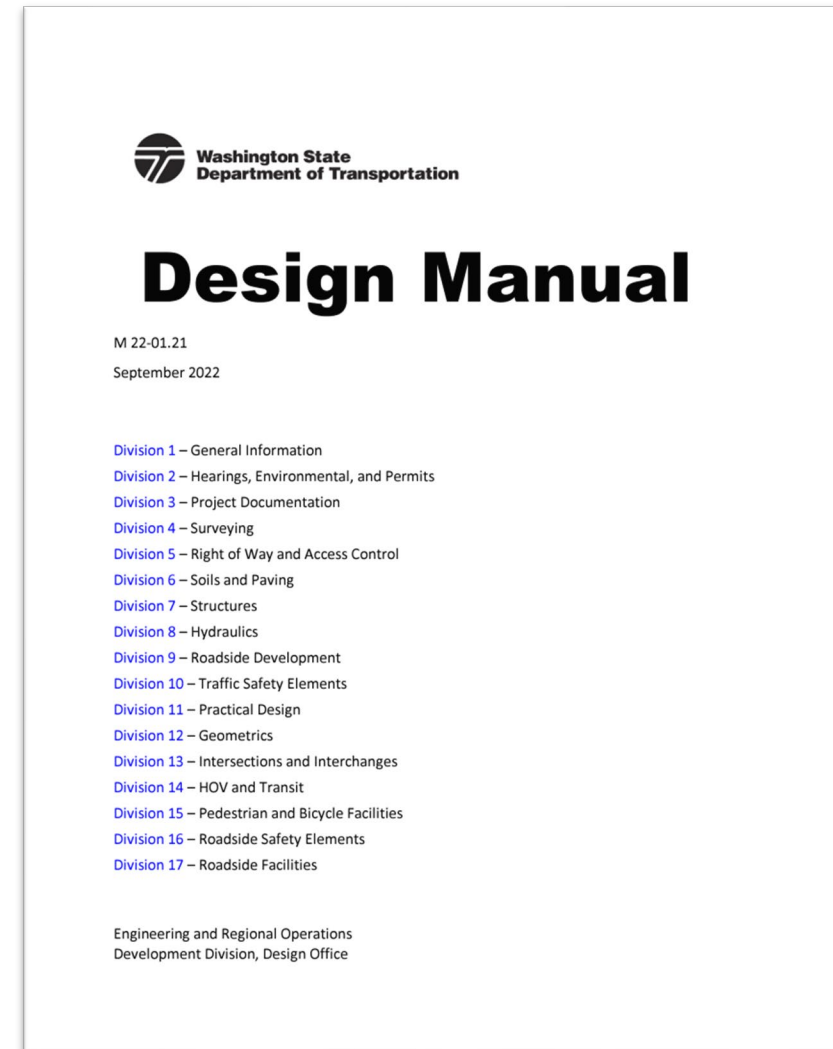 Washington State
Department of Transportation
Design Manual
M 22-01.21
September 2022
Division 1 – General Information
Division 2 – Hearings, Environmental, and Permits
Division 3 – Project Documentation
Division 4 – Surveying
Division 5 – Right of Way and Access Control
Division 6 – Soils and Paving
Division 7 – Structures
Division 8 – Hydraulics
Division 9 – Roadside Development
Division 10 – Traffic Safety Elements
Division 11 – Practical Design
Division 12 – Geometrics
Division 13 – Intersections and Interchanges
Division 14 – HOV and Transit
Division 15 – Pedestrian and Bicycle Facilities
Division 16 – Roadside Safety Elements
Division 17 – Roadside Facilities
Engineering and Regional Operations
Development Division, Design Office